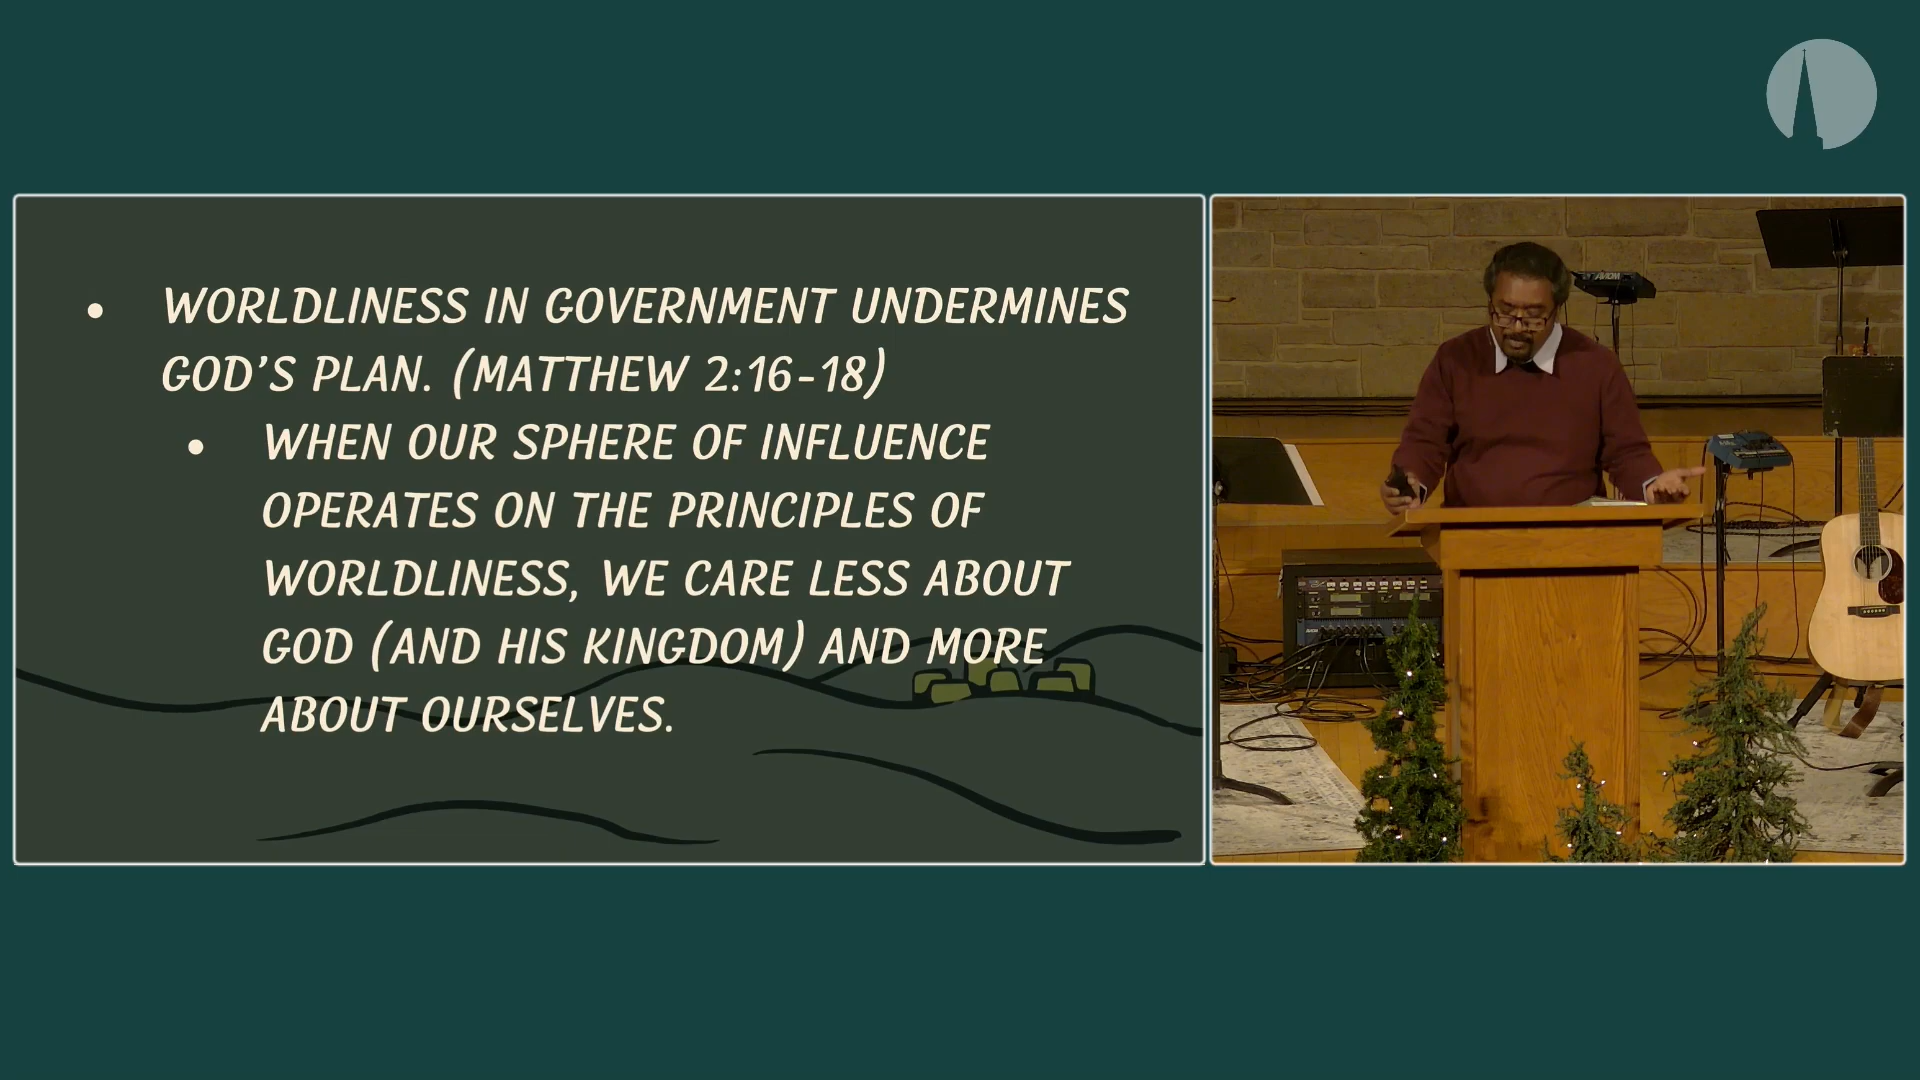 • WORLDLINESS IN GOVERNMENT UNDERMINES
GOD’S PLAN. (MATTHEW 2:16-18)
• WHEN OUR SPHERE OF INFLUENCE
OPERATES ON THE PRINCIPLES OF
WORLDLINESS, WE CARE LESS ABOUT
GOD (AND HIS KINGDOM) AND MORE
ABOUT OURSELVES.
AVIOM